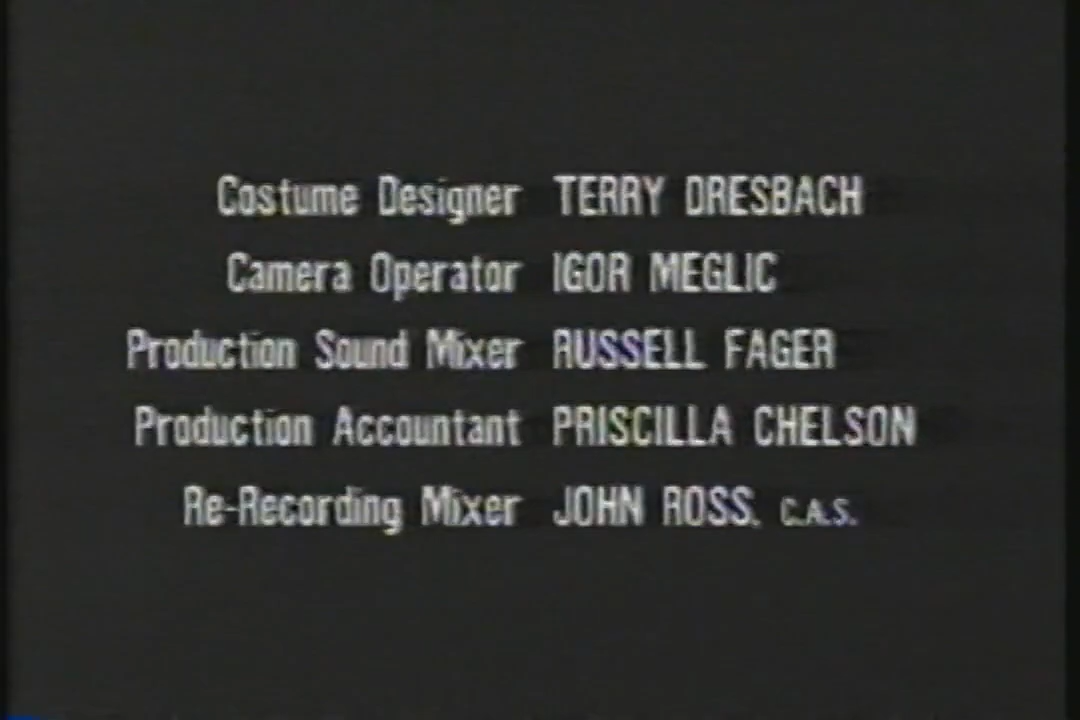 Costume Designer TERRY DRESBACH
Camera Operator IGOR MEGLIC
Production Sound Mixer RUSSELL FAGER
Production Accountant PRISCILLA CHELSON
Re-Recording Mixer JOHN ROSS, C.A.S.